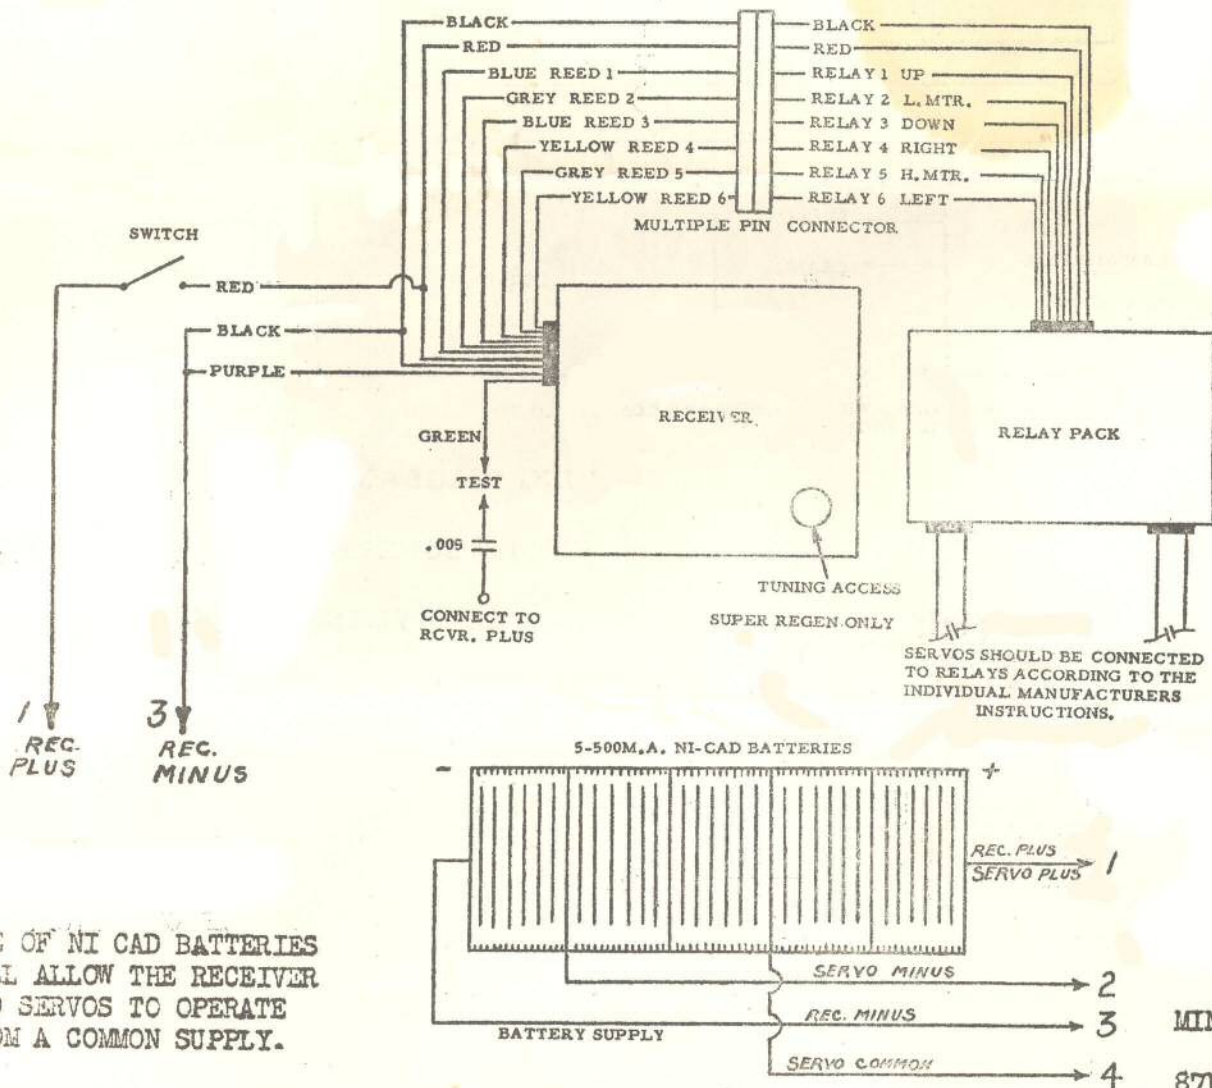 BLACK BLACK
RED RED
BLUE REED 1 RELAY 1 UP
GREY REED 2 RELAY 2 L. MTR.
BLUE REED 3 RELAY 3 DOWN
YELLOW REED 4 RELAY 4 RIGHT
GREY REED 5 RELAY 5 H. MTR.
YELLOW REED 6 RELAY 6 LEFT
MULTIPLE PIN CONNECTOR
SWITCH
RED
BLACK
PURPLE
RECEIVER
RELAY PACK
GREEN
TEST
.009
CONNECT TO
RCVR. PLUS
TUNING ACCESS
SUPER REGEN.ONLY
SERVOS SHOULD BE CONNECTED
TO RELAYS ACCORDING TO THE
INDIVIDUAL MANUFACTURERS
INSTRUCTIONS.
1
REC.
PLUS
3
REC.
MINUS
5-500M.A. NI-CAD BATTERIES
- +
REC. PLUS
SERVO PLUS
1
OF NI CAD BATTERIES
ALLOW THE RECEIVER
SERVOS TO OPERATE
A COMMON SUPPLY.
SERVO MINUS 2
REC. MINUS 3
BATTERY SUPPLY
SERVO COMMON 4